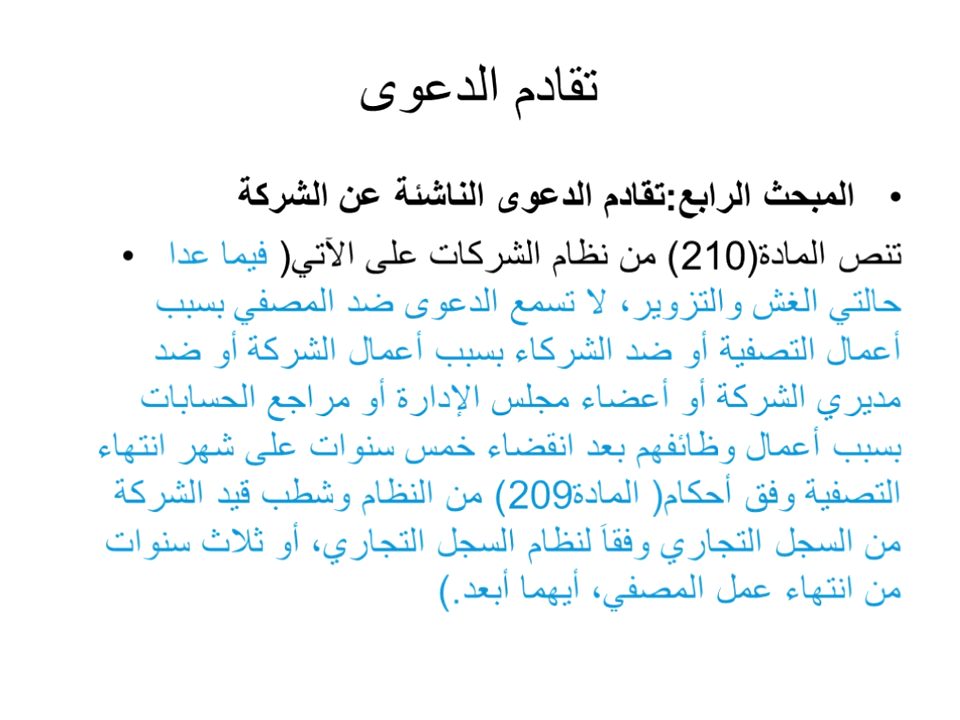 تقادم الدعوى
• المبحث الرابع:تقادم الدعوى الناشئة عن الشركة
• تنص المادة(210) من نظام الشركات على الآتي( فيما عدا
حالتي الغش والتزوير، لا تسمع الدعوى ضد المصفي بسبب
أعمال التصفية أو ضد الشركاء بسبب أعمال الشركة أو ضد
مديري الشركة أو أعضاء مجلس الإدارة أو مراجع الحسابات
بسبب أعمال وظائفهم بعد انقضاء خمس سنوات على شهر انتهاء
التصفية وفق أحكام( المادة209) من النظام وشطب قيد الشركة
من السجل التجاري وفقاَ لنظام السجل التجاري، أو ثلاث سنوات
من انتهاء عمل المصفي، أيهما أبعد.)